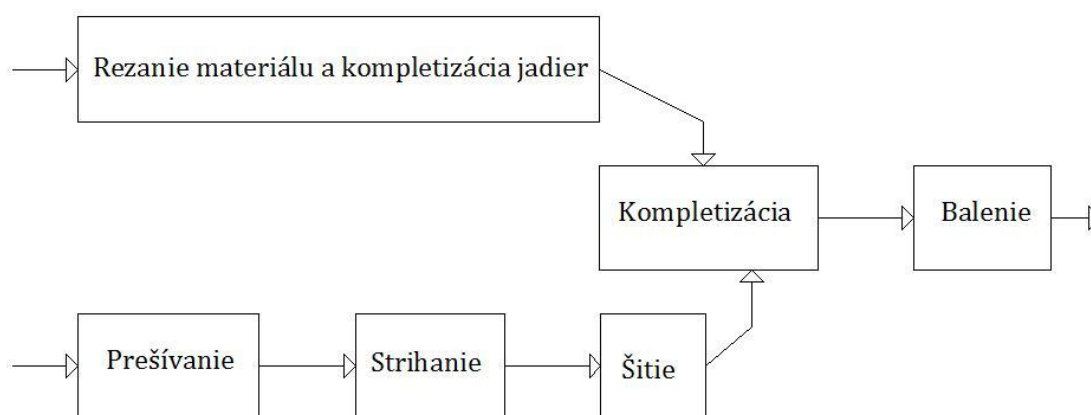 Rezanie materiálu a kompletizácia jadier
Kompletizácia
Balenie
Prešívanie
Strihanie
Šitie